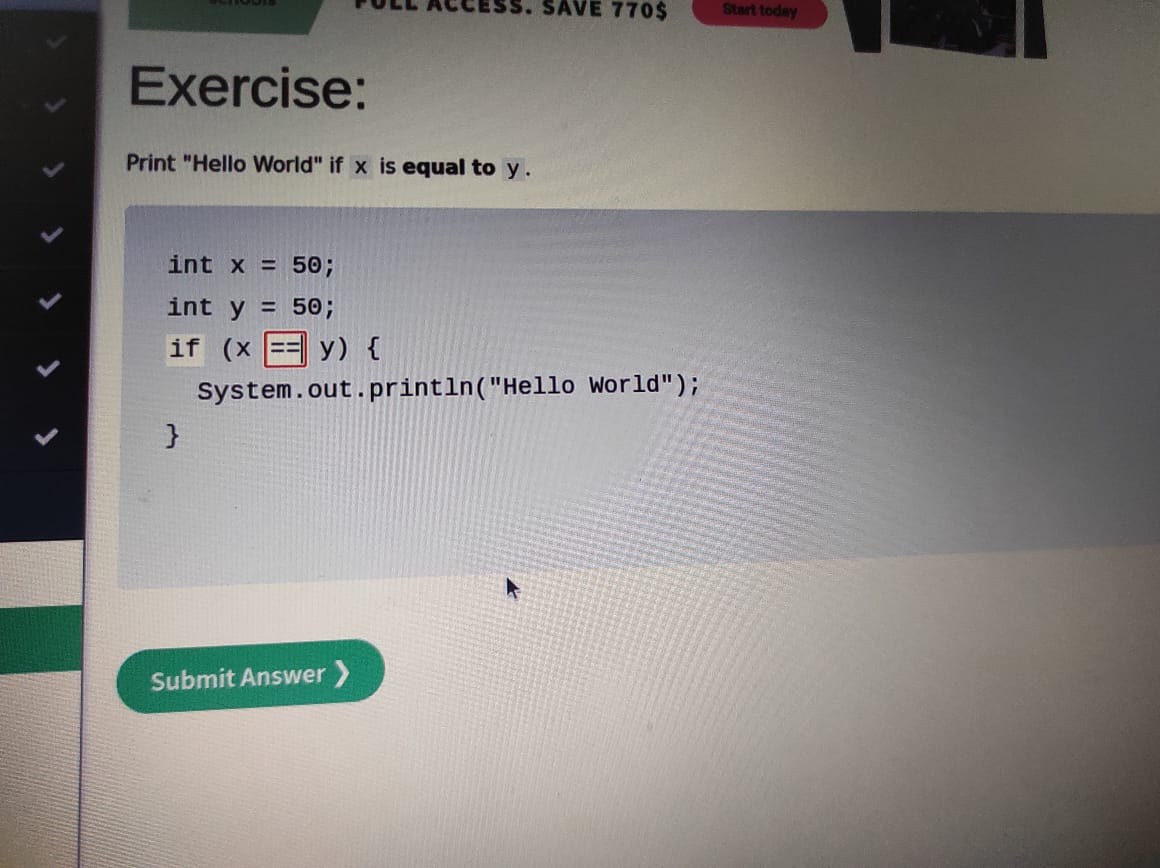 FULL ACCESS. SAVE 770$
Start today
Exercise:
Print "Hello World" if x is equal to y.
int x = 50;
int y = 50;
if (x == y) {
System.out.println("Hello World");
}
Submit Answer ❯